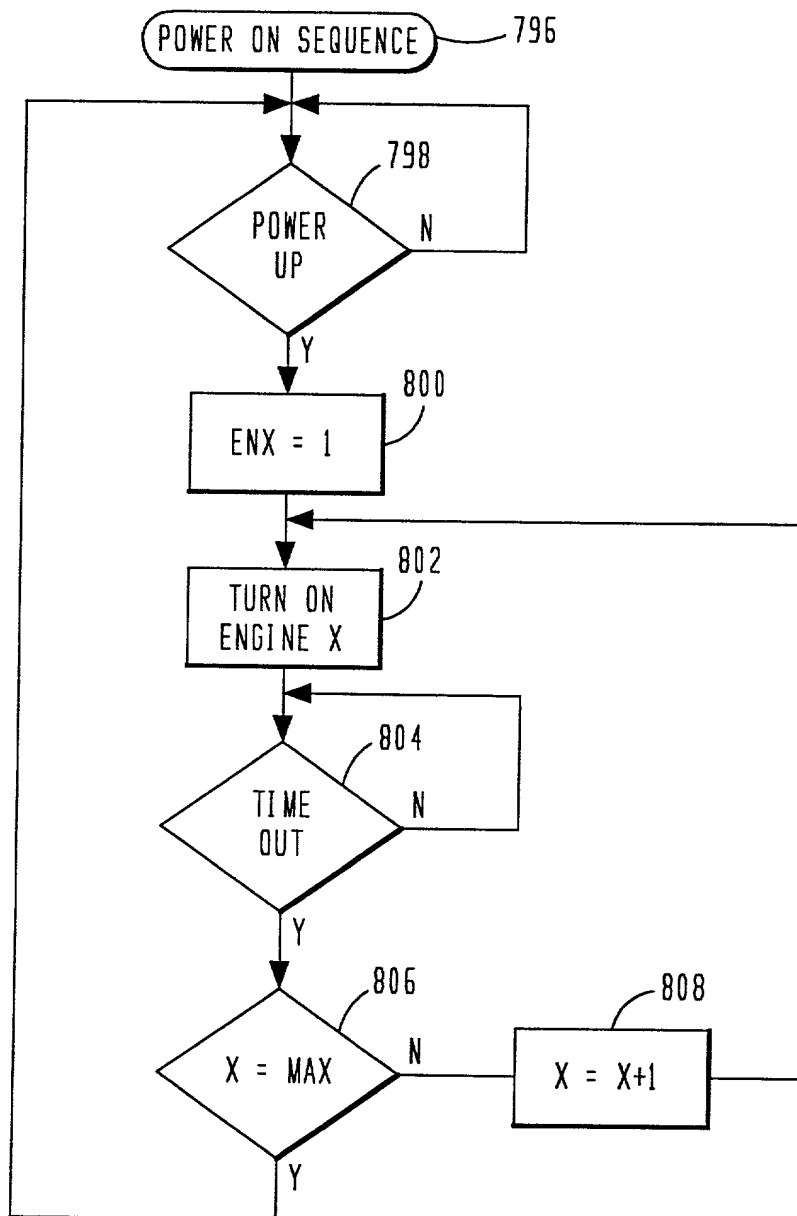 POWER ON SEQUENCE
796
798
POWER
UP
N
Y
800
ENX = 1
802
TURN ON
ENGINE X
804
TIME
OUT
N
Y
806
808
X = MAX
N
X = X+1
Y